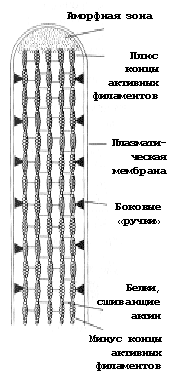 Аморфная зона
Плюс
концы
активных
филаментов
Плазмати-
ческая
мембрана
Боковые
«ручки»
Белки,
сшивающие
актин
Минус концы
активных
филаментов